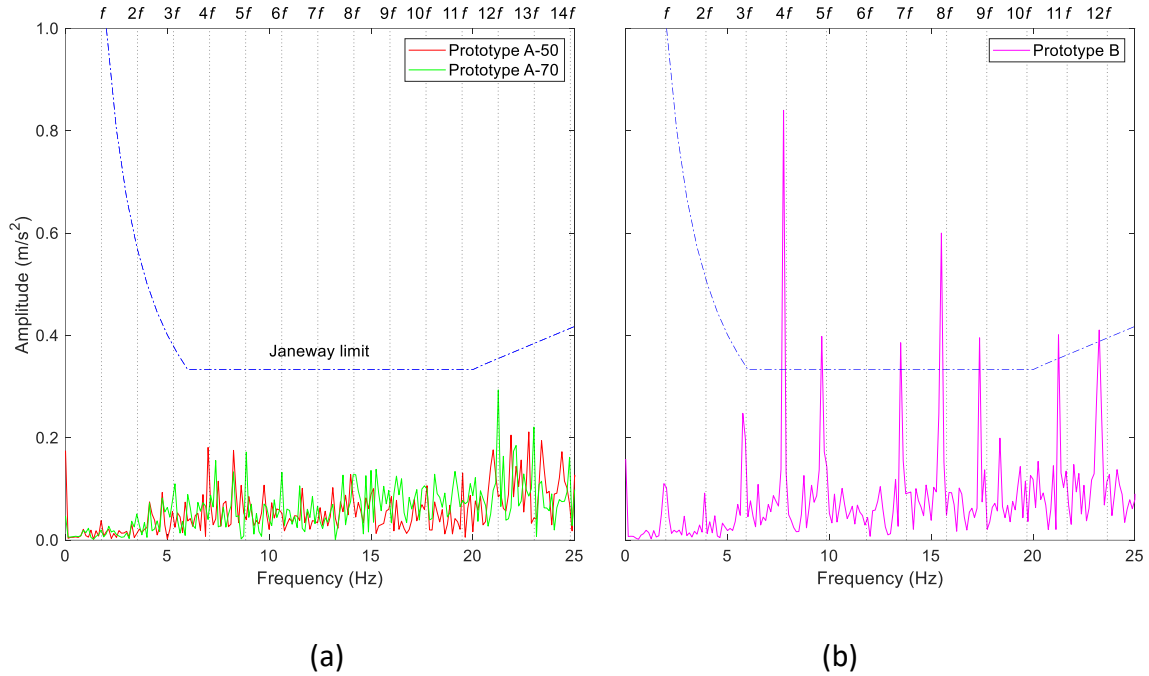 f 2f 3f 4f 5f 6f 7f 8f 9f 10f 11f 12f 13f 14f
1.0
0.8
0.6
0.4
0.2
0.0
Amplitude (m/s²)
Prototype A-50
Prototype A-70
Janeway limit
0 5 10 15 20 25
Frequency (Hz)
(a)
f 2f 3f 4f 5f 6f 7f 8f 9f 10f 11f 12f
Prototype B
0 5 10 15 20 25
Frequency (Hz)
(b)